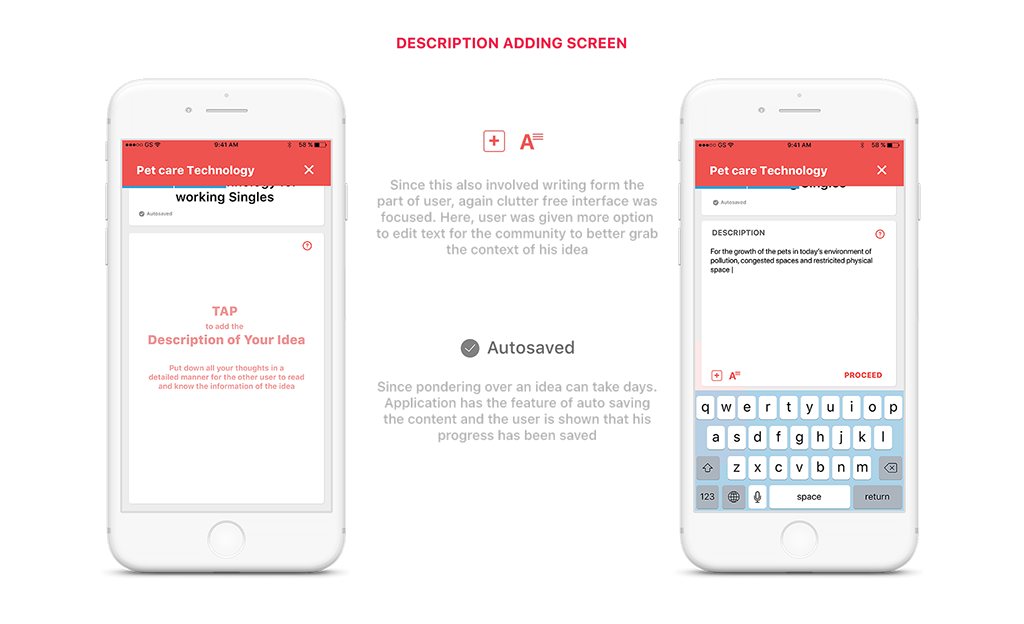 DESCRIPTION ADDING SCREEN
GS
9:41 AM
58 %
Pet care Technology
working Singles
Autosaved
TAP
to add the
Description of Your Idea
Put down all your thoughts in a
detailed manner for the other user to read
and know the information of the idea
A
Since this also involved writing form the
part of user, again clutter free interface was
focused. Here, user was given more option
to edit text for the community to better grab
the context of his idea
Autosaved
Since pondering over an idea can take days.
Application has the feature of auto saving
the content and the user is shown that his
progress has been saved
GS
9:41 AM
58 %
Pet care Technology
Autosaved
DESCRIPTION
For the growth of the pets in today's environment of
pollution, congested spaces and restricited physical
space |
A
PROCEED
q w e r t y u i o p
a s d f g h j k l
z x c v b n m
123 space return